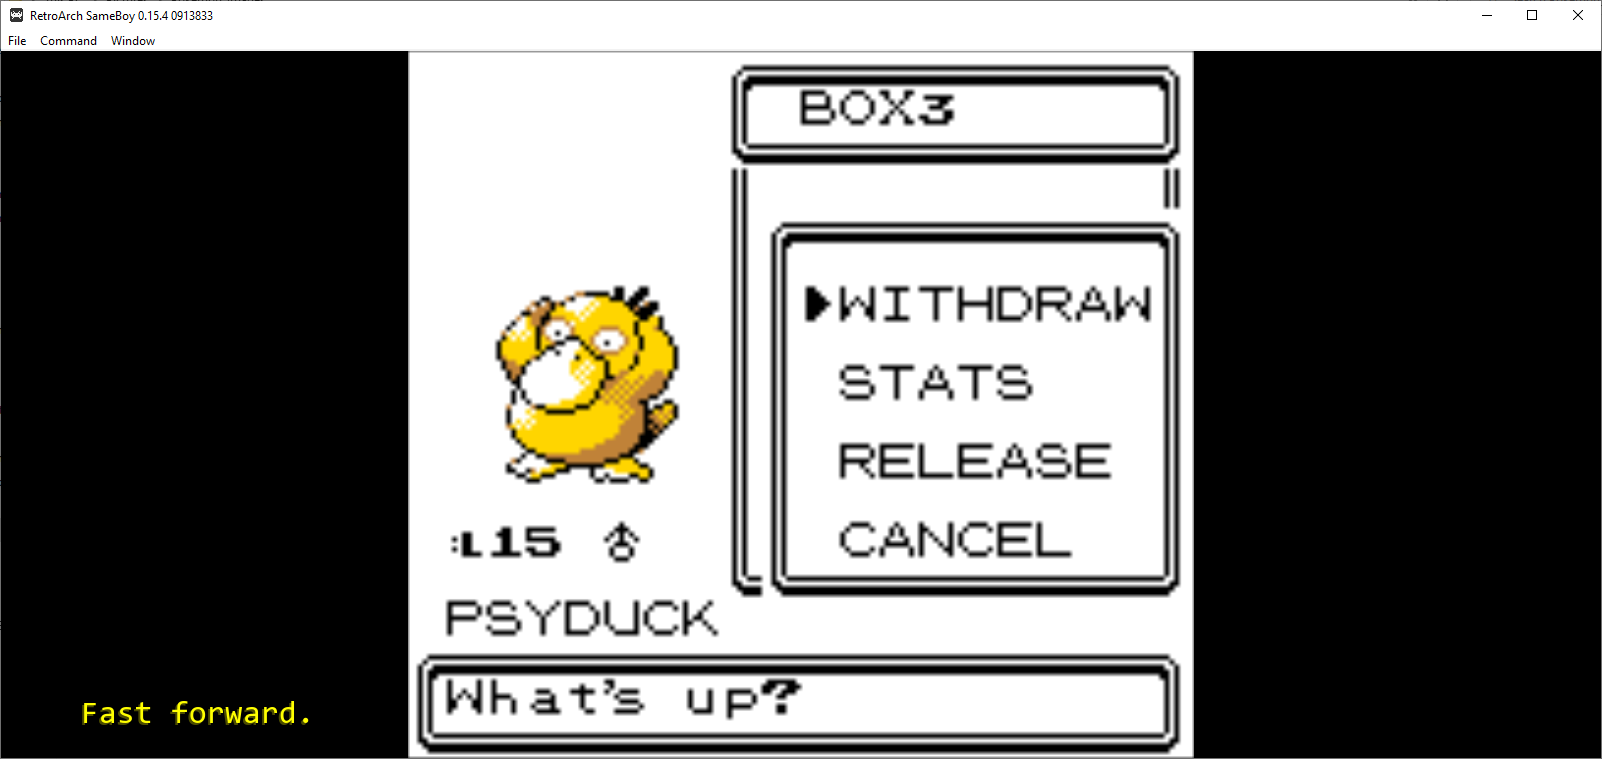 RetroArch SameBoy 0.15.4 0913833
File Command Window
BOX3
WITHDRAW
STATS
RELEASE
CANCEL
:L15 ♂
PSYDUCK
What's up?
Fast forward.